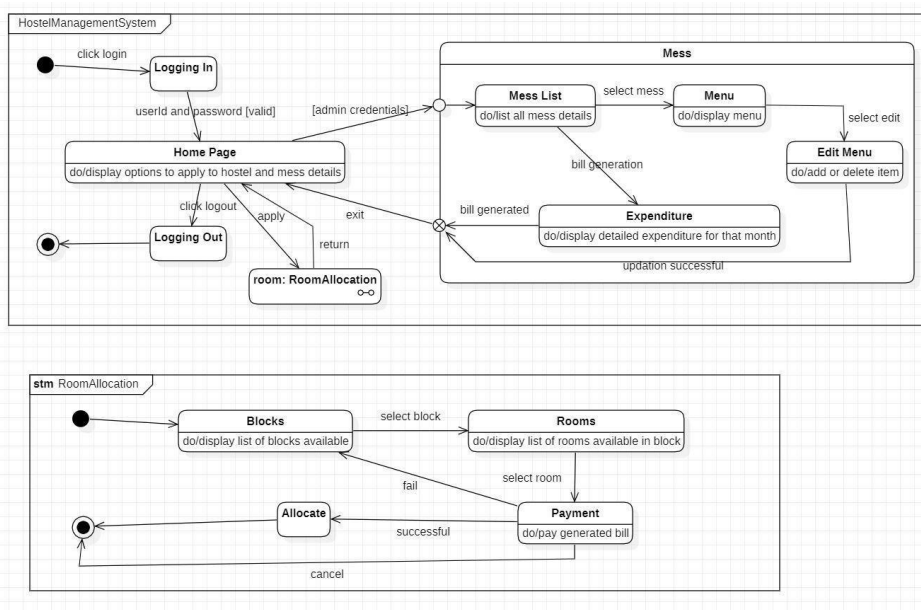 HostelManagementSystem
click login
Logging In
userId and password [valid]
Home Page
do/display options to apply to hostel and mess details
click logout
Logging Out
apply
return
room: RoomAllocation
[admin credentials]
exit
Mess
Mess List
do/list all mess details
select mess
Menu
do/display menu
select edit
Edit Menu
do/add or delete item
bill generation
bill generated
Expenditure
do/display detailed expenditure for that month
updation successful
stm RoomAllocation
Blocks
do/display list of blocks available
select block
Rooms
do/display list of rooms available in block
select room
fail
Allocate
successful
Payment
do/pay generated bill
cancel